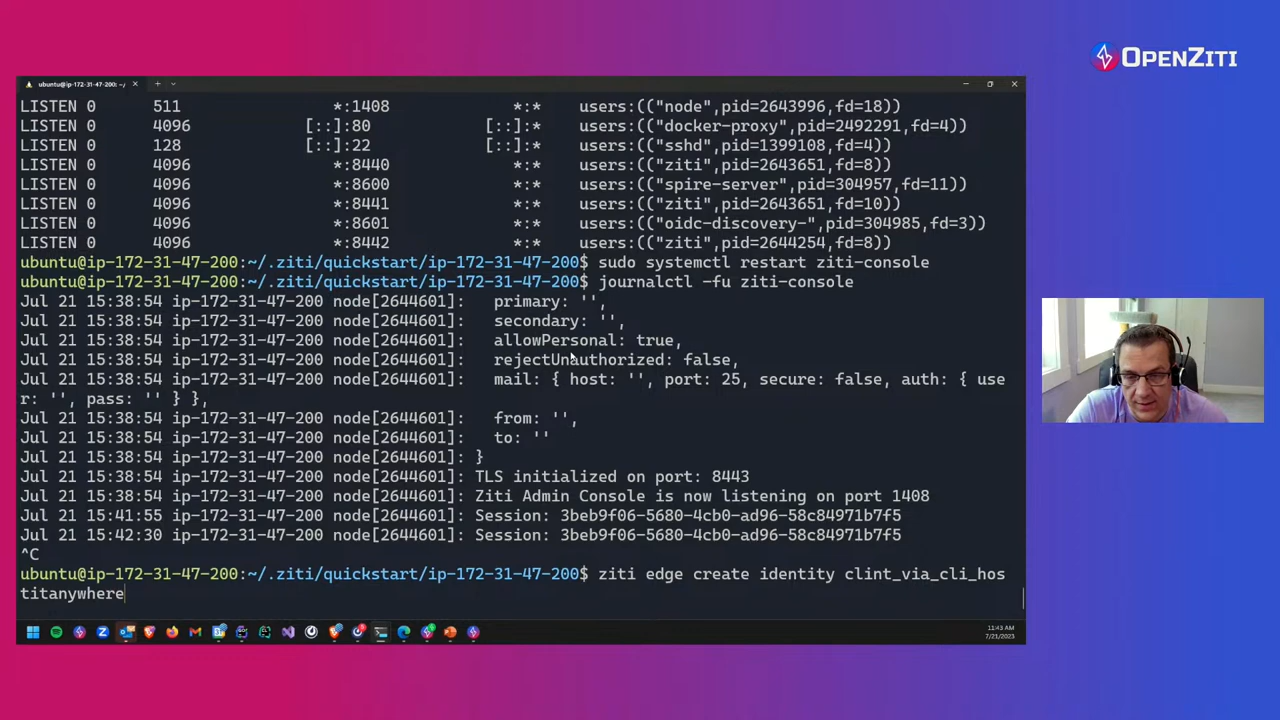 OPENZITI
ubuntu@ip-172-31-47-200: ~/
LISTEN 0 511 *:1408 *:* users:(("node",pid=2643996,fd=18))
LISTEN 0 4096 [::]:80 [::]:* users:(("docker-proxy",pid=2492291,fd=4))
LISTEN 0 128 [::]:22 [::]:* users:(("sshd",pid=1399108,fd=4))
LISTEN 0 4096 *:8440 *:* users:(("ziti",pid=2643651,fd=8))
LISTEN 0 4096 *:8600 *:* users:(("spire-server",pid=304957,fd=11))
LISTEN 0 4096 *:8441 *:* users:(("ziti",pid=2643651,fd=10))
LISTEN 0 4096 *:8601 *:* users:(("oidc-discovery-",pid=304985,fd=3))
LISTEN 0 4096 *:8442 *:* users:(("ziti",pid=2644254,fd=8))
ubuntu@ip-172-31-47-200:~/.ziti/quickstart/ip-172-31-47-200$ sudo systemctl restart ziti-console
ubuntu@ip-172-31-47-200:~/.ziti/quickstart/ip-172-31-47-200$ journalctl -fu ziti-console
Jul 21 15:38:54 ip-172-31-47-200 node[2644601]: primary: '',
Jul 21 15:38:54 ip-172-31-47-200 node[2644601]: secondary: '',
Jul 21 15:38:54 ip-172-31-47-200 node[2644601]: allowPersonal: true,
Jul 21 15:38:54 ip-172-31-47-200 node[2644601]: rejectUnauthorized: false,
Jul 21 15:38:54 ip-172-31-47-200 node[2644601]: mail: { host: '', port: 25, secure: false, auth: { use
r: '', pass: '' } },
Jul 21 15:38:54 ip-172-31-47-200 node[2644601]: from: '',
Jul 21 15:38:54 ip-172-31-47-200 node[2644601]: to: ''
Jul 21 15:38:54 ip-172-31-47-200 node[2644601]: }
Jul 21 15:38:54 ip-172-31-47-200 node[2644601]: TLS initialized on port: 8443
Jul 21 15:38:54 ip-172-31-47-200 node[2644601]: Ziti Admin Console is now listening on port 1408
Jul 21 15:41:55 ip-172-31-47-200 node[2644601]: Session: 3beb9f06-5680-4cb0-ad96-58c84971b7f5
Jul 21 15:42:30 ip-172-31-47-200 node[2644601]: Session: 3beb9f06-5680-4cb0-ad96-58c84971b7f5
^C
ubuntu@ip-172-31-47-200:~/.ziti/quickstart/ip-172-31-47-200$ ziti edge create identity clint_via_cli_hos
titanywhere
11:43 AM
7/21/2023